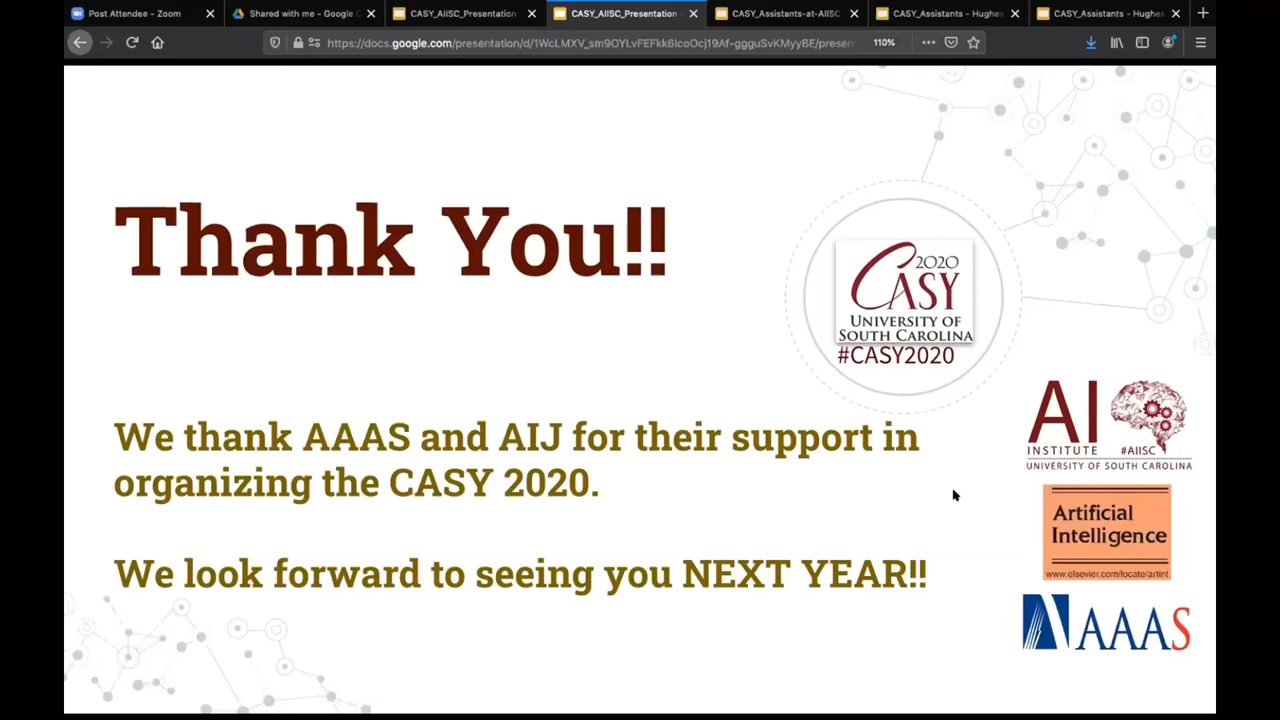 Post Attendee - Zoom
Shared with me - Google D
CASY_AIISC_Presentation
CASY_AIISC_Presentation -
CASY_Assistants-at-AIISC
CASY_Assistants - Hughes
CASY_Assistants - Hughes
110%
Thank You!!
2020
CASY
UNIVERSITY OF
SOUTH CAROLINA
#CASY2020
AI
INSTITUTE #AIISC
UNIVERSITY OF SOUTH CAROLINA
We thank AAAS and AIJ for their support in
organizing the CASY 2020.
Artificial
Intelligence
www.elsevier.com/locate/artint
We look forward to seeing you NEXT YEAR!!
AAAS